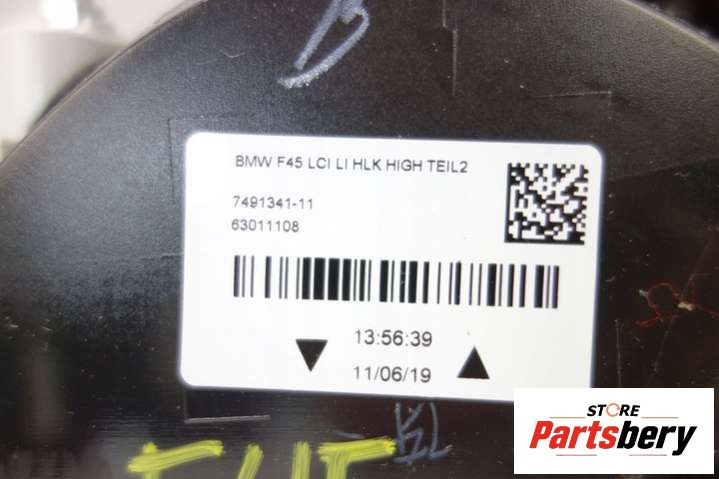 B
BMW F45 LCI LI HLK HIGH TEIL2
7491341-11
63011108
13:56:39
11/06/19
STORE
Partsbery